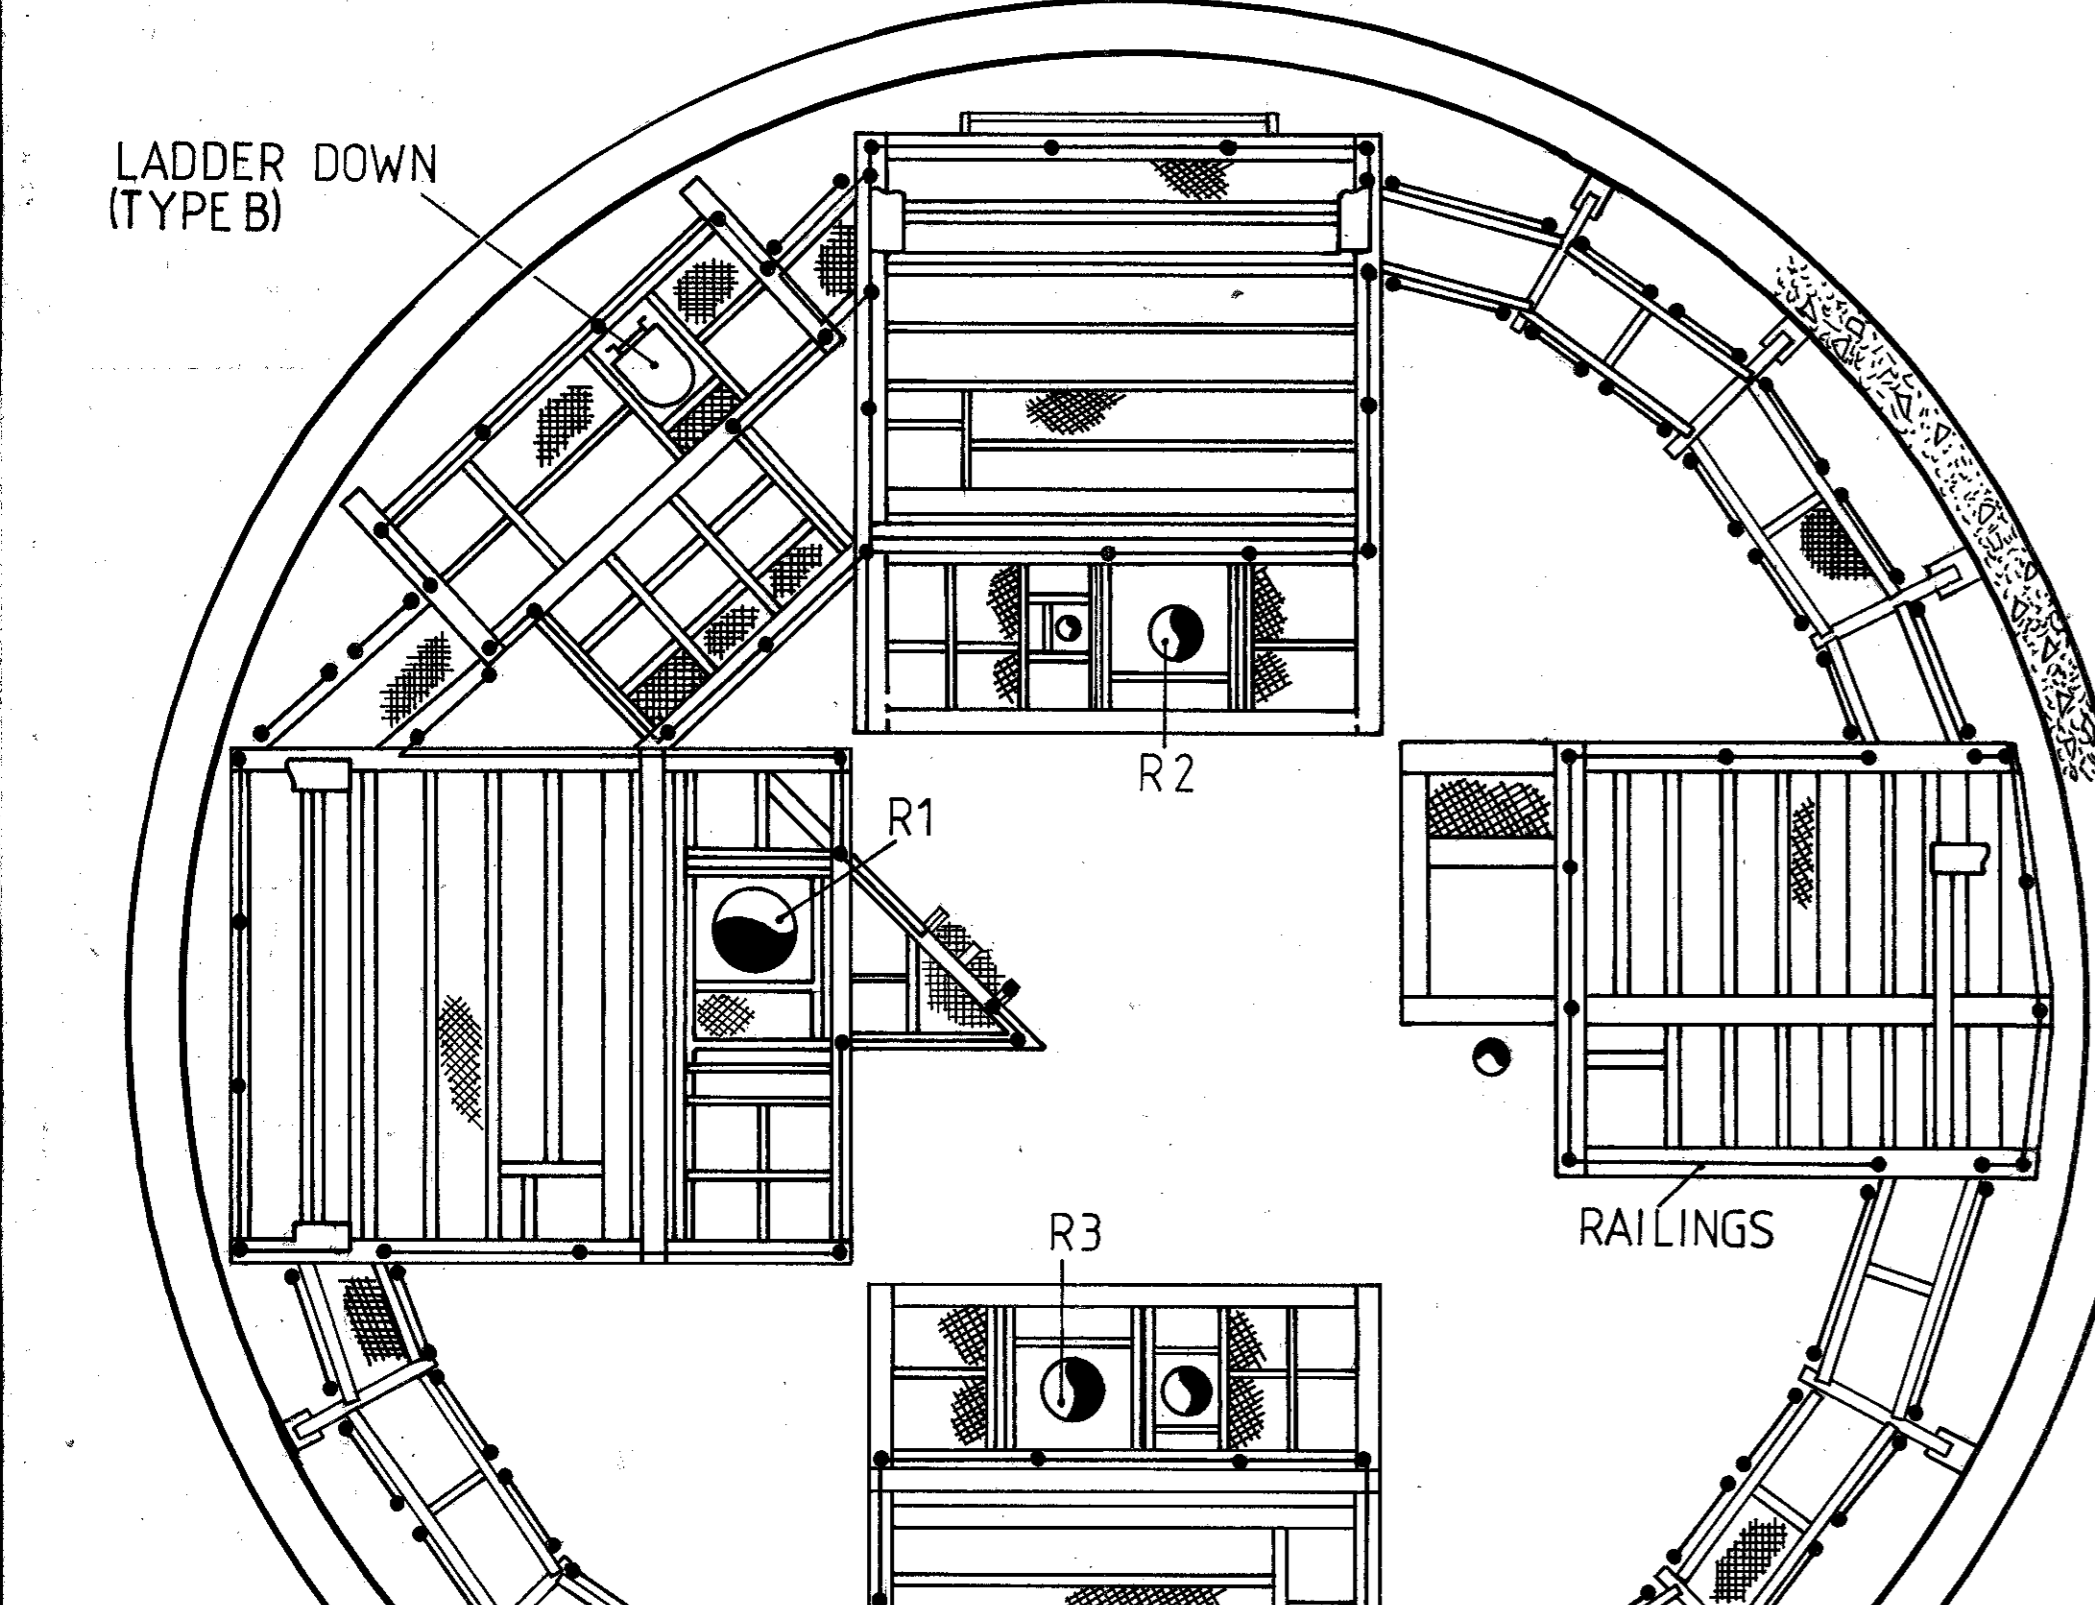 LADDER DOWN
(TYPE B)
R2
R1
R3
RAILINGS